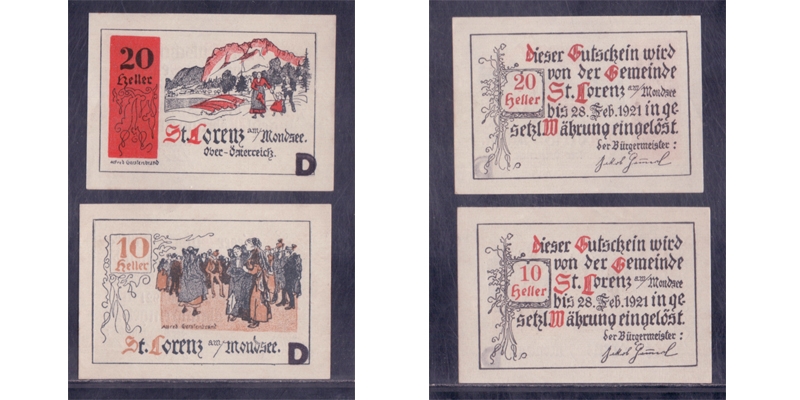 20
Heller
St. Lorenz am/Mondsee.
Ober-Österreich.
D
10
Heller
St. Lorenz am/Mondsee.
D
Dieser Gutschein wird
von der Gemeinde
20
Heller
St. Lorenz am/Mondsee
bis 28. Feb. 1921 in ge
setzl Währung eingelöst.
der Bürgermeister:
Dieser Gutschein wird
von der Gemeinde
10
Heller
St. Lorenz am/Mondsee
bis 28. Feb. 1921 in ge
setzl Währung eingelöst.
der Bürgermeister: